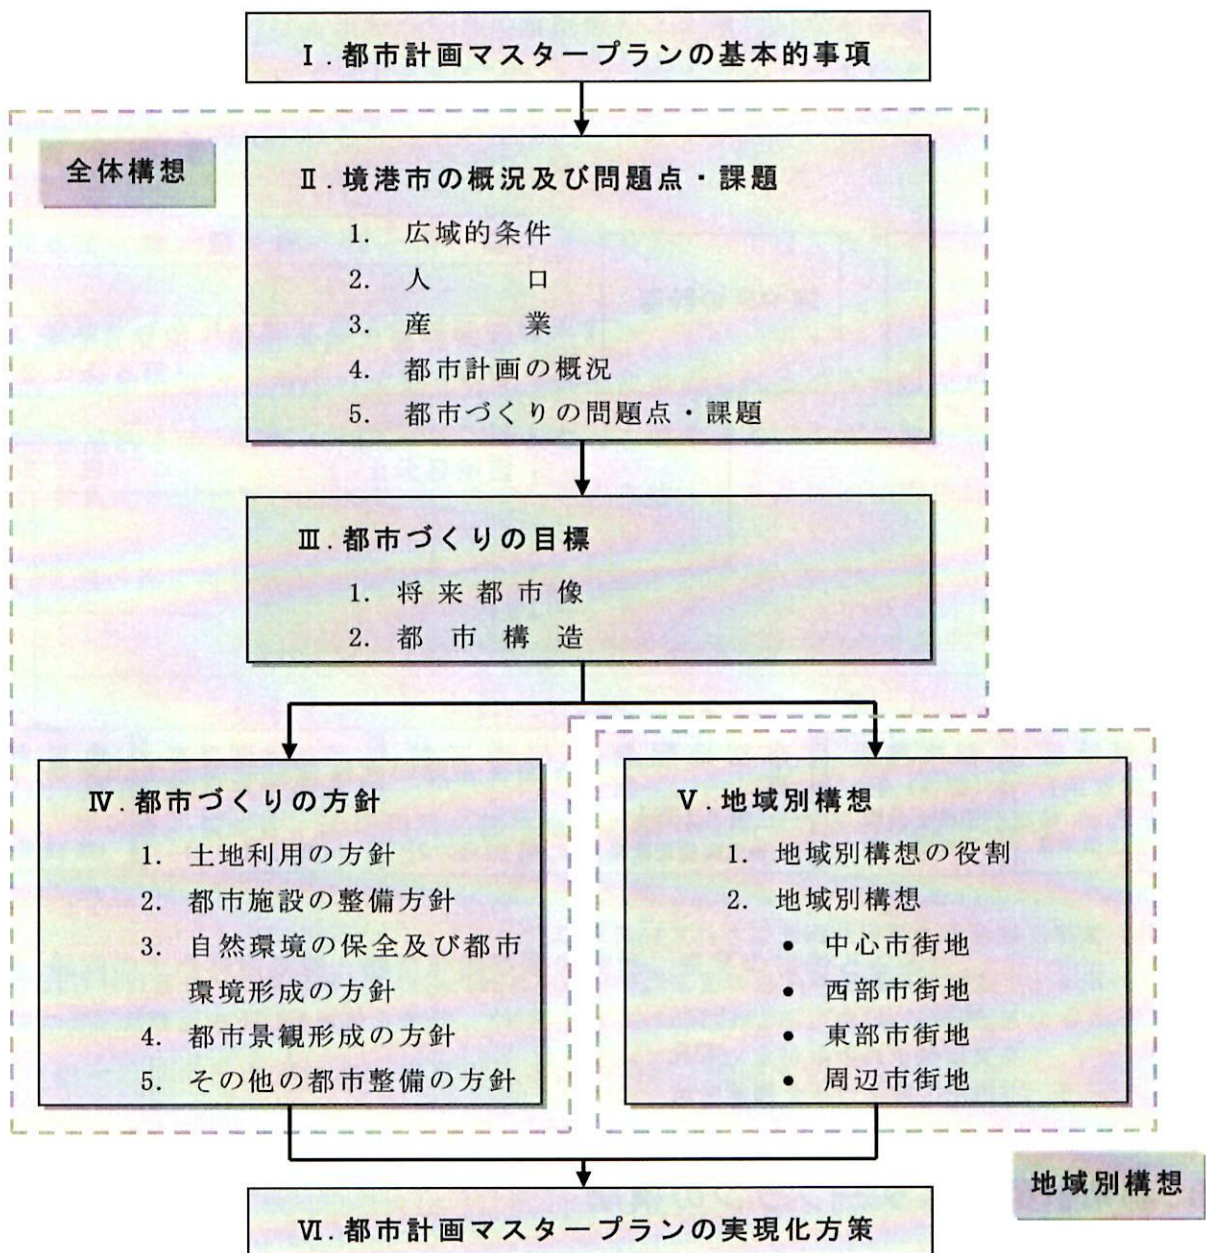 Ⅰ.都市計画マスタープランの基本的事項
全体構想
Ⅱ.境港市の概況及び問題点・課題
1. 広域的条件
2. 人口
3. 産業
4. 都市計画の概況
5. 都市づくりの問題点・課題
Ⅲ.都市づくりの目標
1. 将来都市像
2. 都市構造
Ⅳ.都市づくりの方針
1. 土地利用の方針
2. 都市施設の整備方針
3. 自然環境の保全及び都市
環境形成の方針
4. 都市景観形成の方針
5. その他の都市整備の方針
Ⅴ.地域別構想
1. 地域別構想の役割
2. 地域別構想
• 中心市街地
• 西部市街地
• 東部市街地
• 周辺市街地
地域別構想
Ⅵ.都市計画マスタープランの実現化方策